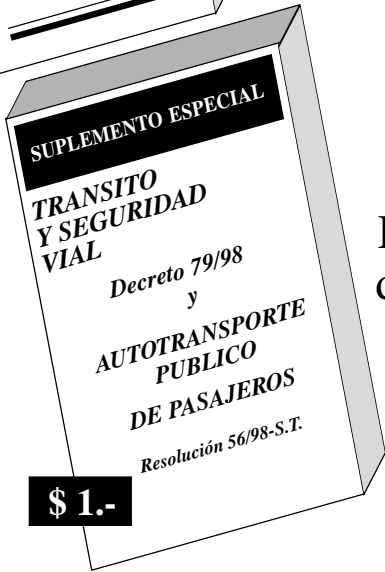 SUPLEMENTO ESPECIAL
TRANSITO
Y SEGURIDAD
VIAL
Decreto 79/98
y
AUTOTRANSPORTE
PUBLICO
DE PASAJEROS
Resolución 56/98-S.T.
$ 1.-